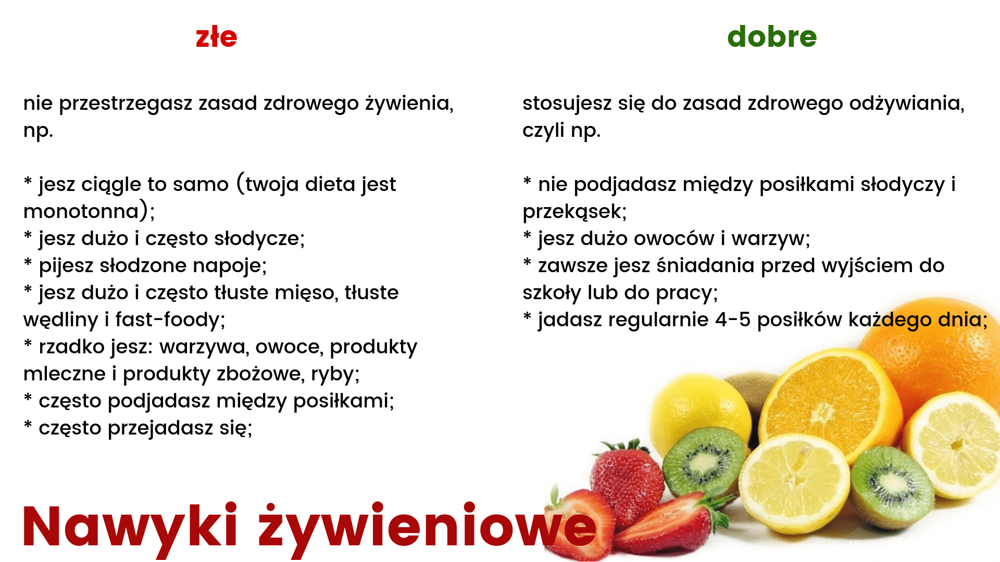 złe
nie przestrzegasz zasad zdrowego żywienia,
np.
* jesz ciągle to samo (twoja dieta jest
monotonna);
* jesz dużo i często słodycze;
* pijesz słodzone napoje;
* jesz dużo i często tłuste mięso, tłuste
wędliny i fast-foody;
* rzadko jesz: warzywa, owoce, produkty
mleczne i produkty zbożowe, ryby;
* często podjadasz między posiłkami;
* często przejadasz się;
dobre
stosujesz się do zasad zdrowego odżywiania,
czyli np.
* nie podjadasz między posiłkami słodyczy i
przekąsek;
* jesz dużo owoców i warzyw;
* zawsze jesz śniadania przed wyjściem do
szkoły lub do pracy;
* jadasz regularnie 4-5 posiłków każdego dnia;
Nawyki żywieniowe